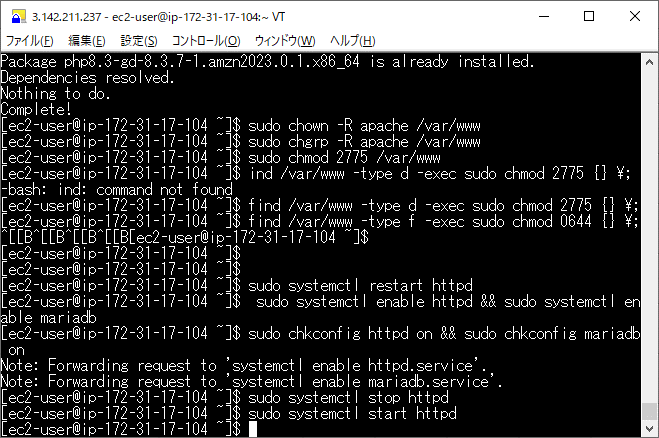 3.142.211.237 - ec2-user@ip-172-31-17-104:~ VT
ファイル(F) 編集(E) 設定(S) コントロール(O) ウィンドウ(W) ヘルプ(H)
Package php8.3-gd-8.3.7-1.amzn2023.0.1.x86_64 is already installed.
Dependencies resolved.
Nothing to do.
Complete!
[ec2-user@ip-172-31-17-104 ~]$ sudo chown -R apache /var/www
[ec2-user@ip-172-31-17-104 ~]$ sudo chgrp -R apache /var/www
[ec2-user@ip-172-31-17-104 ~]$ sudo chmod 2775 /var/www
[ec2-user@ip-172-31-17-104 ~]$ ind /var/www -type d -exec sudo chmod 2775 {} ¥;
-bash: ind: command not found
[ec2-user@ip-172-31-17-104 ~]$ find /var/www -type d -exec sudo chmod 2775 {} ¥;
[ec2-user@ip-172-31-17-104 ~]$ find /var/www -type f -exec sudo chmod 0644 {} ¥;
^[[B^[[B^[[B^[[B[ec2-user@ip-172-31-17-104 ~]$
[ec2-user@ip-172-31-17-104 ~]$
[ec2-user@ip-172-31-17-104 ~]$
[ec2-user@ip-172-31-17-104 ~]$ sudo systemctl restart httpd
[ec2-user@ip-172-31-17-104 ~]$  sudo systemctl enable httpd && sudo systemctl en
able mariadb
[ec2-user@ip-172-31-17-104 ~]$ sudo chkconfig httpd on && sudo chkconfig mariadb
 on
Note: Forwarding request to 'systemctl enable httpd.service'.
Note: Forwarding request to 'systemctl enable mariadb.service'.
[ec2-user@ip-172-31-17-104 ~]$ sudo systemctl stop httpd
[ec2-user@ip-172-31-17-104 ~]$ sudo systemctl start httpd
[ec2-user@ip-172-31-17-104 ~]$